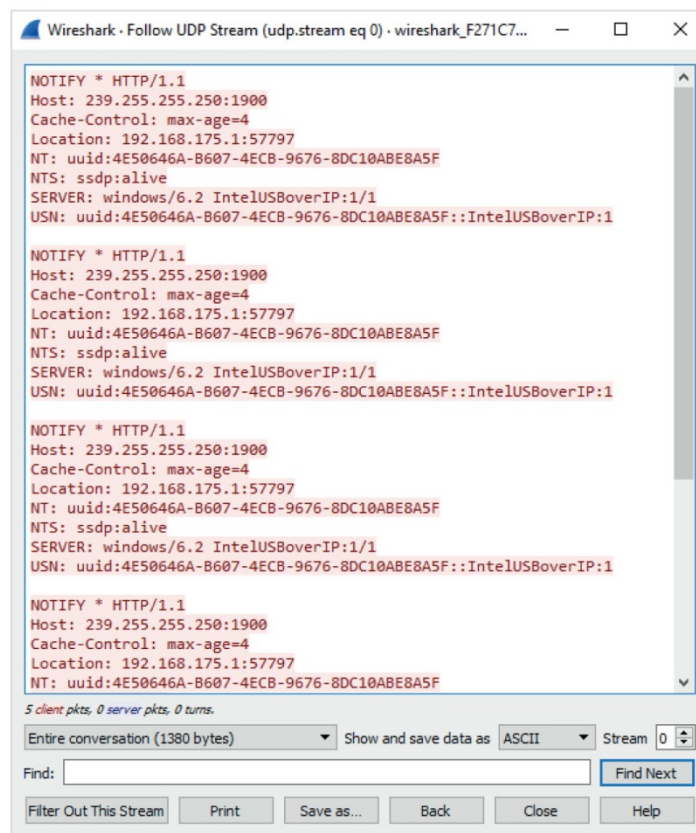 Wireshark · Follow UDP Stream (udp.stream eq 0) · wireshark_F271C7...
NOTIFY * HTTP/1.1
Host: 239.255.255.250:1900
Cache-Control: max-age=4
Location: 192.168.175.1:57797
NT: uuid:4E50646A-B607-4ECB-9676-8DC10ABE8A5F
NTS: ssdp:alive
SERVER: windows/6.2 IntelUSBoverIP:1/1
USN: uuid:4E50646A-B607-4ECB-9676-8DC10ABE8A5F::IntelUSBoverIP:1
NOTIFY * HTTP/1.1
Host: 239.255.255.250:1900
Cache-Control: max-age=4
Location: 192.168.175.1:57797
NT: uuid:4E50646A-B607-4ECB-9676-8DC10ABE8A5F
NTS: ssdp:alive
SERVER: windows/6.2 IntelUSBoverIP:1/1
USN: uuid:4E50646A-B607-4ECB-9676-8DC10ABE8A5F::IntelUSBoverIP:1
NOTIFY * HTTP/1.1
Host: 239.255.255.250:1900
Cache-Control: max-age=4
Location: 192.168.175.1:57797
NT: uuid:4E50646A-B607-4ECB-9676-8DC10ABE8A5F
NTS: ssdp:alive
SERVER: windows/6.2 IntelUSBoverIP:1/1
USN: uuid:4E50646A-B607-4ECB-9676-8DC10ABE8A5F::IntelUSBoverIP:1
NOTIFY * HTTP/1.1
Host: 239.255.255.250:1900
Cache-Control: max-age=4
Location: 192.168.175.1:57797
NT: uuid:4E50646A-B607-4ECB-9676-8DC10ABE8A5F
5 client pkts, 0 server pkts, 0 turns.
Entire conversation (1380 bytes) Show and save data as ASCII Stream 0
Find: Find Next
Filter Out This Stream Print Save as... Back Close Help